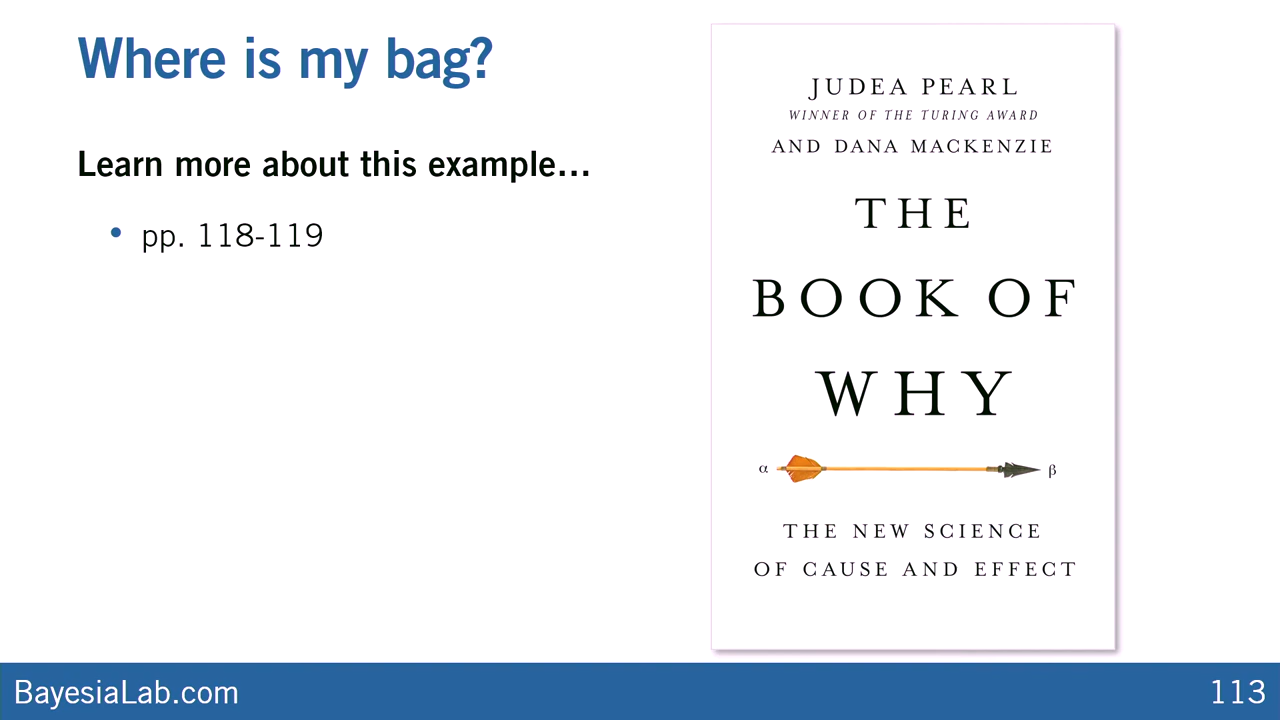 Where is my bag?
Learn more about this example…
• pp. 118-119
JUDEA PEARL
WINNER OF THE TURING AWARD
AND DANA MACKENZIE
THE
BOOK OF
WHY
α β
THE NEW SCIENCE
OF CAUSE AND EFFECT
BayesiaLab.com
113